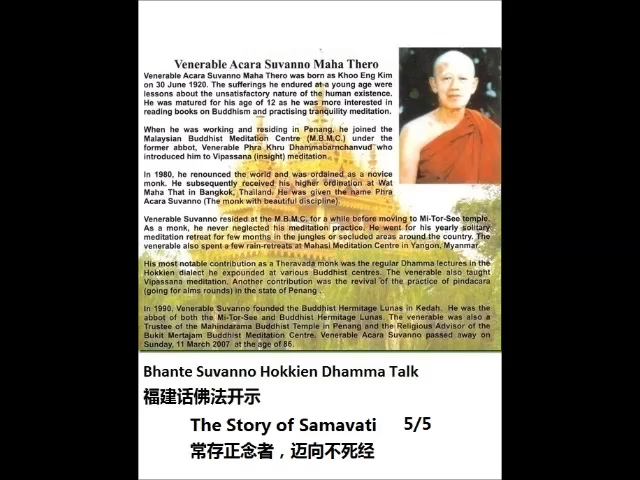 Venerable Acara Suvanno Maha Thero
Venerable Acara Suvanno Maha Thero was born as Khoo Eng Kim
on 30 June 1920. The sufferings he endured at a young age were
lessons about the unsatisfactory nature of the human existence.
He was matured for his age of 12 as he was more interested in
reading books on Buddhism and practising tranquility meditation.
When he was working and residing in Penang, he joined the
Malaysian Buddhist Meditation Centre (M.B.M.C.) under the
former abbot, Venerable Phra Khru Dhammabarnchanvud who
introduced him to Vipassana (insight) meditation.
In 1980, he renounced the world and was ordained as a novice
monk. He subsequently received his higher ordination at Wat
Maha That in Bangkok, Thailand. He was given the name Phra
Acara Suvanno (The monk with beautiful discipline).
Venerable Suvanno resided at the M.B.M.C. for a while before moving to Mi-Tor-See temple.
As a monk, he never neglected his meditation practice. He went for his yearly solitary
meditation retreat for few months in the jungles or secluded areas around the country. The
venerable also spent a few rain-retreats at Mahasi Meditation Centre in Yangon, Myanmar.
His most notable contribution as a Theravada monk was the regular Dhamma lectures in the
Hokkien dialect he expounded at various Buddhist centres. The venerable also taught
Vipassana meditation. Another contribution was the revival of the practice of pindacara
(going for alms rounds) in the state of Penang .
In 1990, Venerable Suvanno founded the Buddhist Hermitage Lunas in Kedah. He was the
abbot of both the Mi-Tor-See and Buddhist Hermitage Lunas. The venerable was also a
Trustee of the Mahindarama Buddhist Temple in Penang and the Religious Advisor of the
Bukit Mertajam Buddhist Meditation Centre. Venerable Acara Suvanno passed away on
Sunday, 11 March 2007 at the age of 86.
Bhante Suvanno Hokkien Dhamma Talk
福建话佛法开示
The Story of Samavati 5/5
常存正念者，迈向不死经